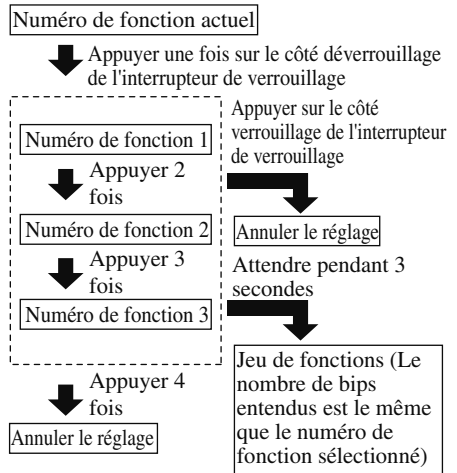 Numéro de fonction actuel
Appuyer une fois sur le côté déverrouillage
de l'interrupteur de verrouillage
Numéro de fonction 1
Appuyer 2
fois
Numéro de fonction 2
Appuyer 3
fois
Numéro de fonction 3
Appuyer 4
fois
Annuler le réglage
Appuyer sur le côté
verrouillage de l'interrupteur
de verrouillage
Annuler le réglage
Attendre pendant 3
secondes
Jeu de fonctions (Le
nombre de bips
entendus est le même
que le numéro de
fonction sélectionné)